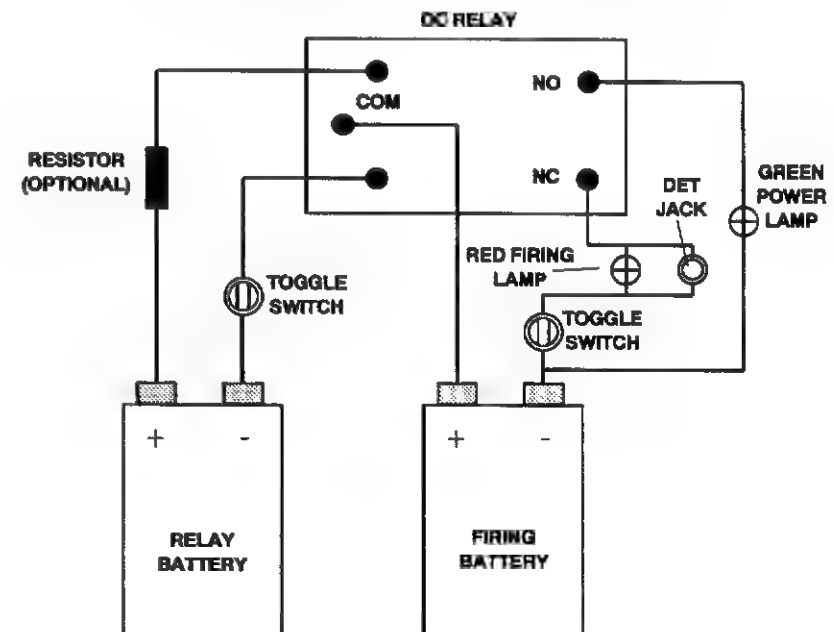 DC RELAY
NO
COM
RESISTOR
(OPTIONAL)
NC
DET
JACK
GREEN
POWER
LAMP
RED FIRING
LAMP
TOGGLE
SWITCH
TOGGLE
SWITCH
+ -
+ -
RELAY
BATTERY
FIRING
BATTERY